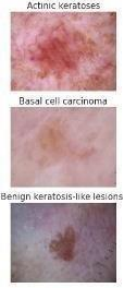 Actinic keratoses
Basal cell carcinoma
Benign keratosis-like lesions